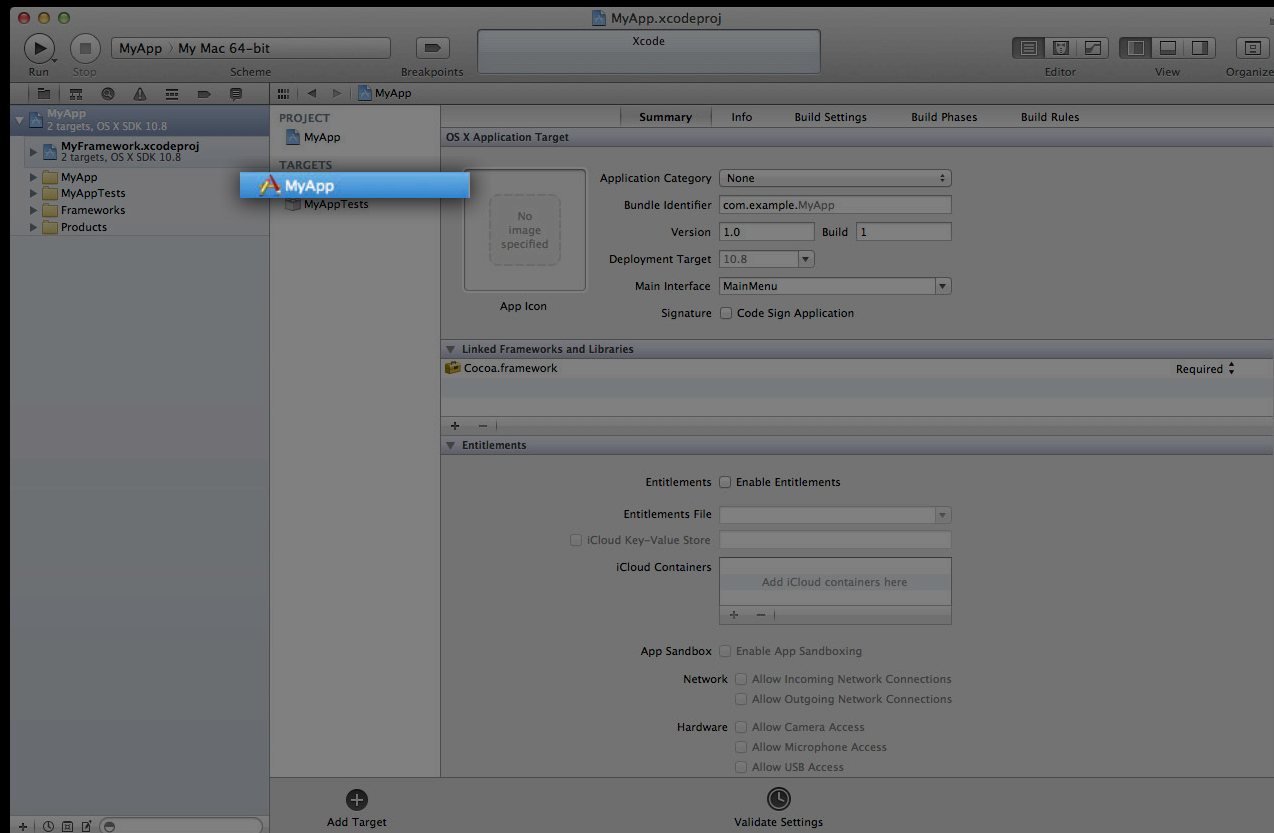 MyApp.xcodeproj
MyApp My Mac 64-bit
Xcode
Run Stop Scheme Breakpoints Editor View Organize
MyApp
2 targets, OS X SDK 10.8
MyFramework.xcodeproj
2 targets, OS X SDK 10.8
MyApp
MyAppTests
Frameworks
Products
MyApp
PROJECT
MyApp
TARGETS
MyApp
MyAppTests
Summary Info Build Settings Build Phases Build Rules
OS X Application Target
No
image
specified
App Icon
Application Category None
Bundle Identifier com.example.MyApp
Version 1.0 Build 1
Deployment Target 10.8
Main Interface MainMenu
Signature Code Sign Application
Linked Frameworks and Libraries
Cocoa.framework Required
Entitlements
Entitlements Enable Entitlements
Entitlements File
iCloud Key-Value Store
iCloud Containers
Add iCloud containers here
App Sandbox Enable App Sandboxing
Network Allow Incoming Network Connections
Allow Outgoing Network Connections
Hardware Allow Camera Access
Allow Microphone Access
Allow USB Access
Add Target Validate Settings